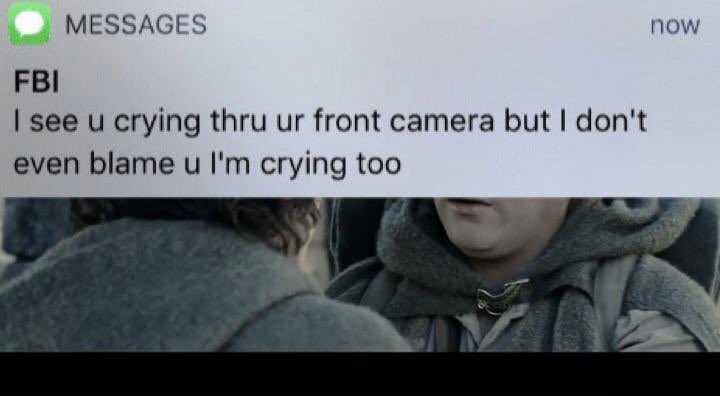 MESSAGES now
FBI
I see u crying thru ur front camera but I don't
even blame u I'm crying too